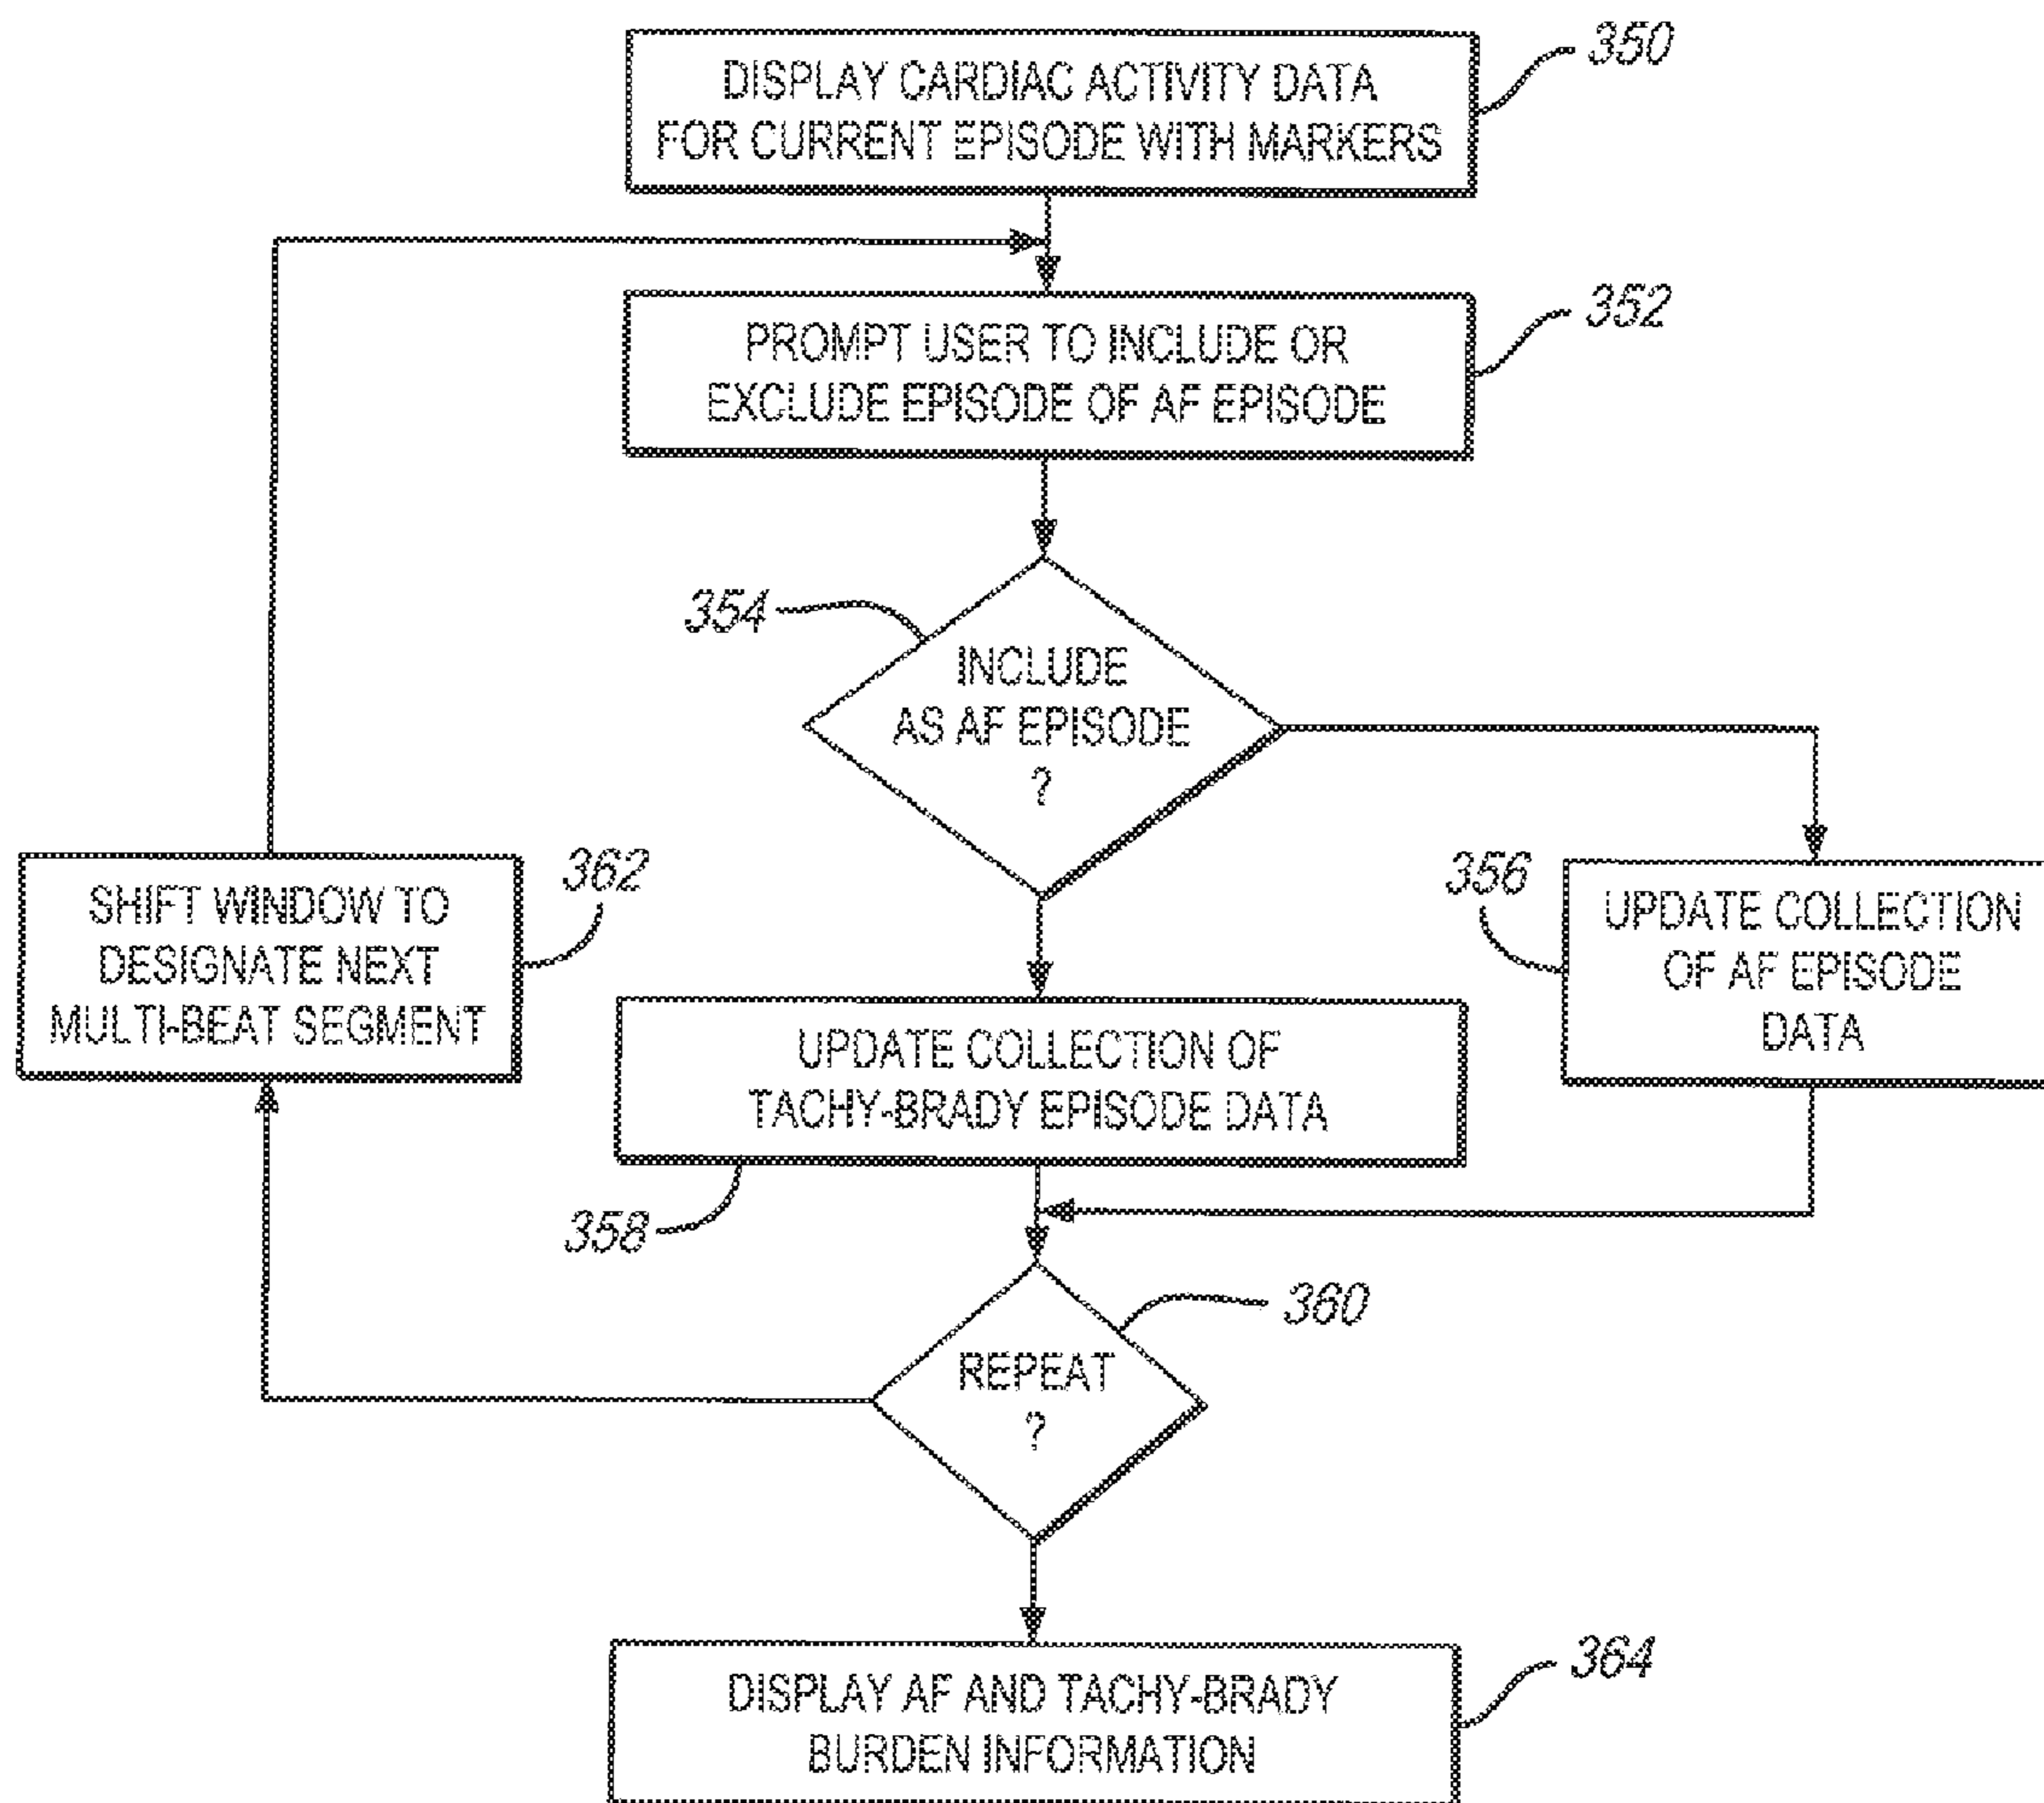 350
DISPLAY CARDIAC ACTIVITY DATA
FOR CURRENT EPISODE WITH MARKERS
352
PROMPT USER TO INCLUDE OR
EXCLUDE EPISODE OF AF EPISODE
354
INCLUDE
AS AF EPISODE
?
362
SHIFT WINDOW TO
DESIGNATE NEXT
MULTI-BEAT SEGMENT
356
UPDATE COLLECTION
OF AF EPISODE
DATA
UPDATE COLLECTION OF
TACHY-BRADY EPISODE DATA
358
360
REPEAT
?
364
DISPLAY AF AND TACHY-BRADY
BURDEN INFORMATION